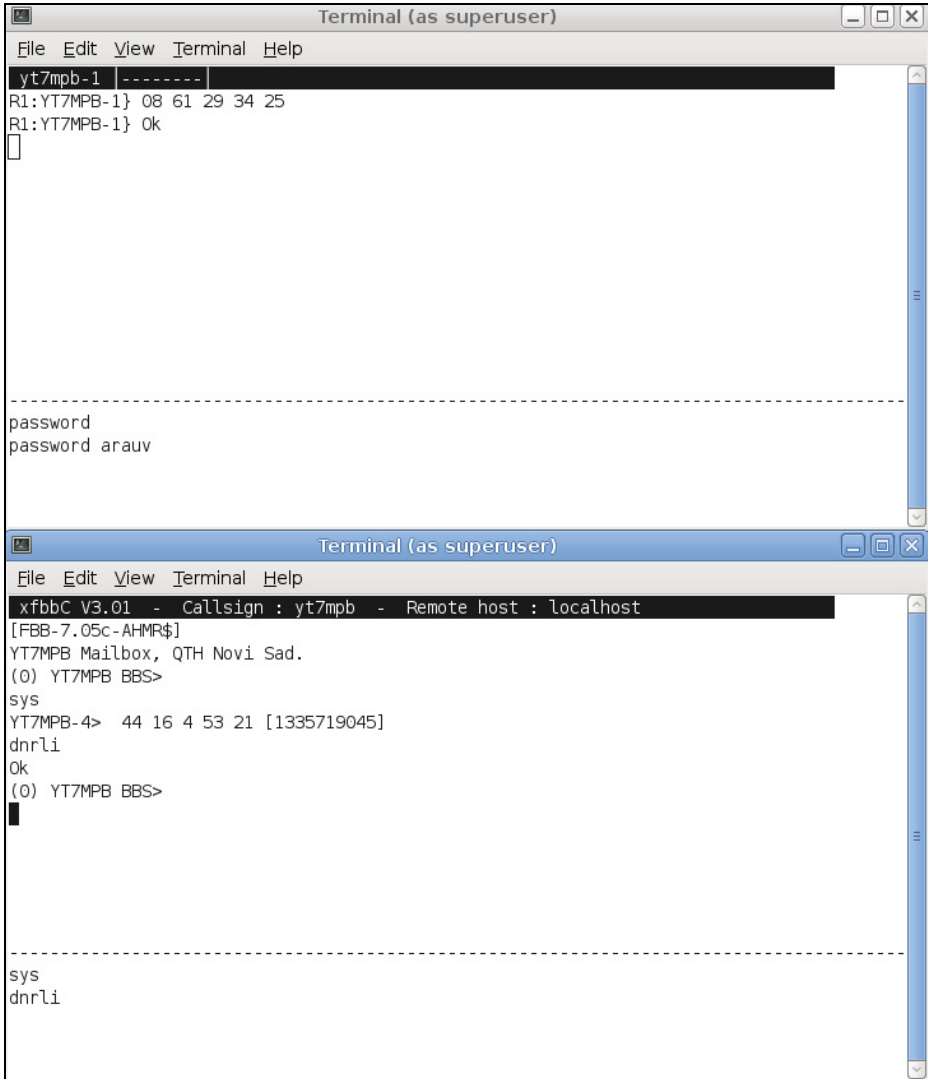 Terminal (as superuser)
File Edit View Terminal Help
yt7mpb-1 |--------|
R1:YT7MPB-1} 08 61 29 34 25
R1:YT7MPB-1} Ok
password
password arauv
Terminal (as superuser)
File Edit View Terminal Help
xfbbC V3.01 - Callsign : yt7mpb - Remote host : localhost
[FBB-7.05c-AHMR$]
YT7MPB Mailbox, QTH Novi Sad.
(0) YT7MPB BBS>
sys
YT7MPB-4> 44 16 4 53 21 [1335719045]
dnrli
Ok
(0) YT7MPB BBS>
sys
dnrli